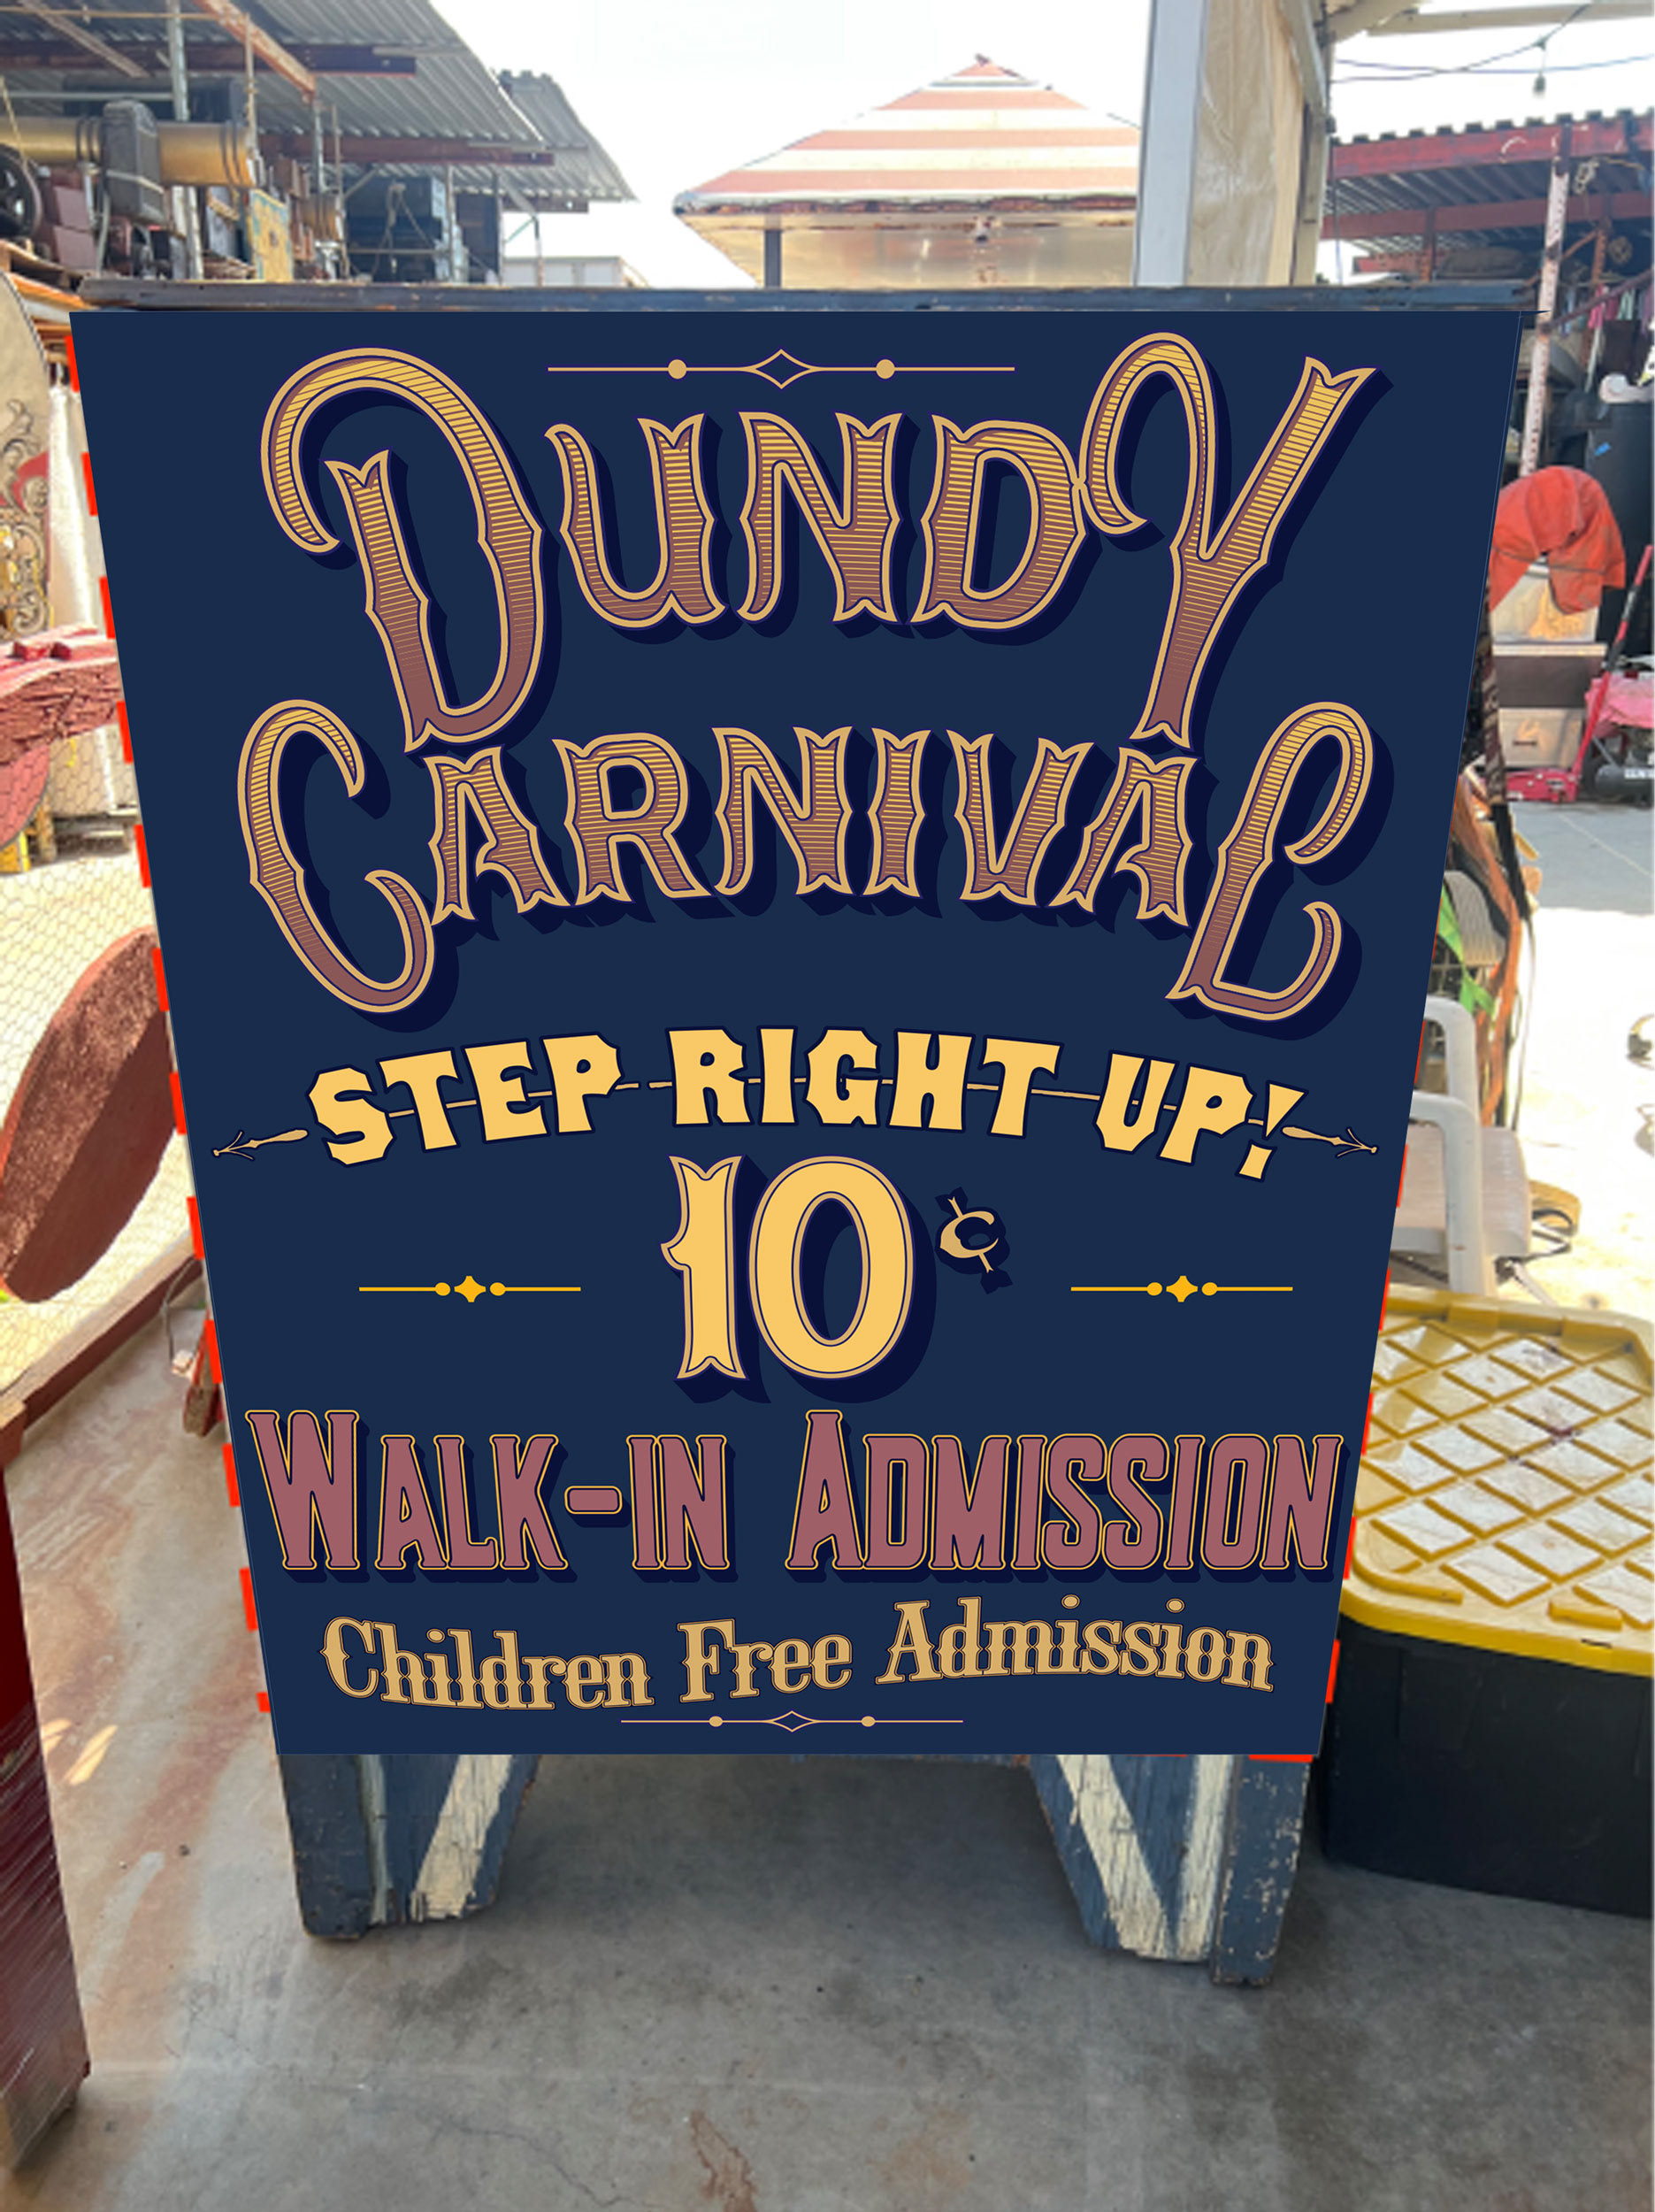 DUNDY
CARNIVAL
STEP RIGHT UP!
10¢
WALK-IN ADMISSION
Children Free Admission